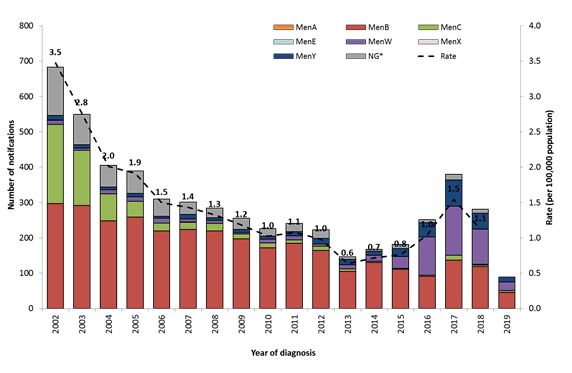 MenA MenB MenC
MenE MenW MenX
MenY NG* Rate
Number of notifcations
800
700
600
500
400
300
200
100
0
3.5 2.8 2.0 1.9 1.5 1.4 1.3 1.2 1.0 1.1 1.0 0.6 0.7 0.8 1.0 1.5 1.1
4.0
3.5
3.0
2.5
2.0
1.5
1.0
0.5
0.0
Rate (per 100,000 population)
2002 2003 2004 2005 2006 2007 2008 2009 2010 2011 2012 2013 2014 2015 2016 2017 2018 2019
Year of diagnosis